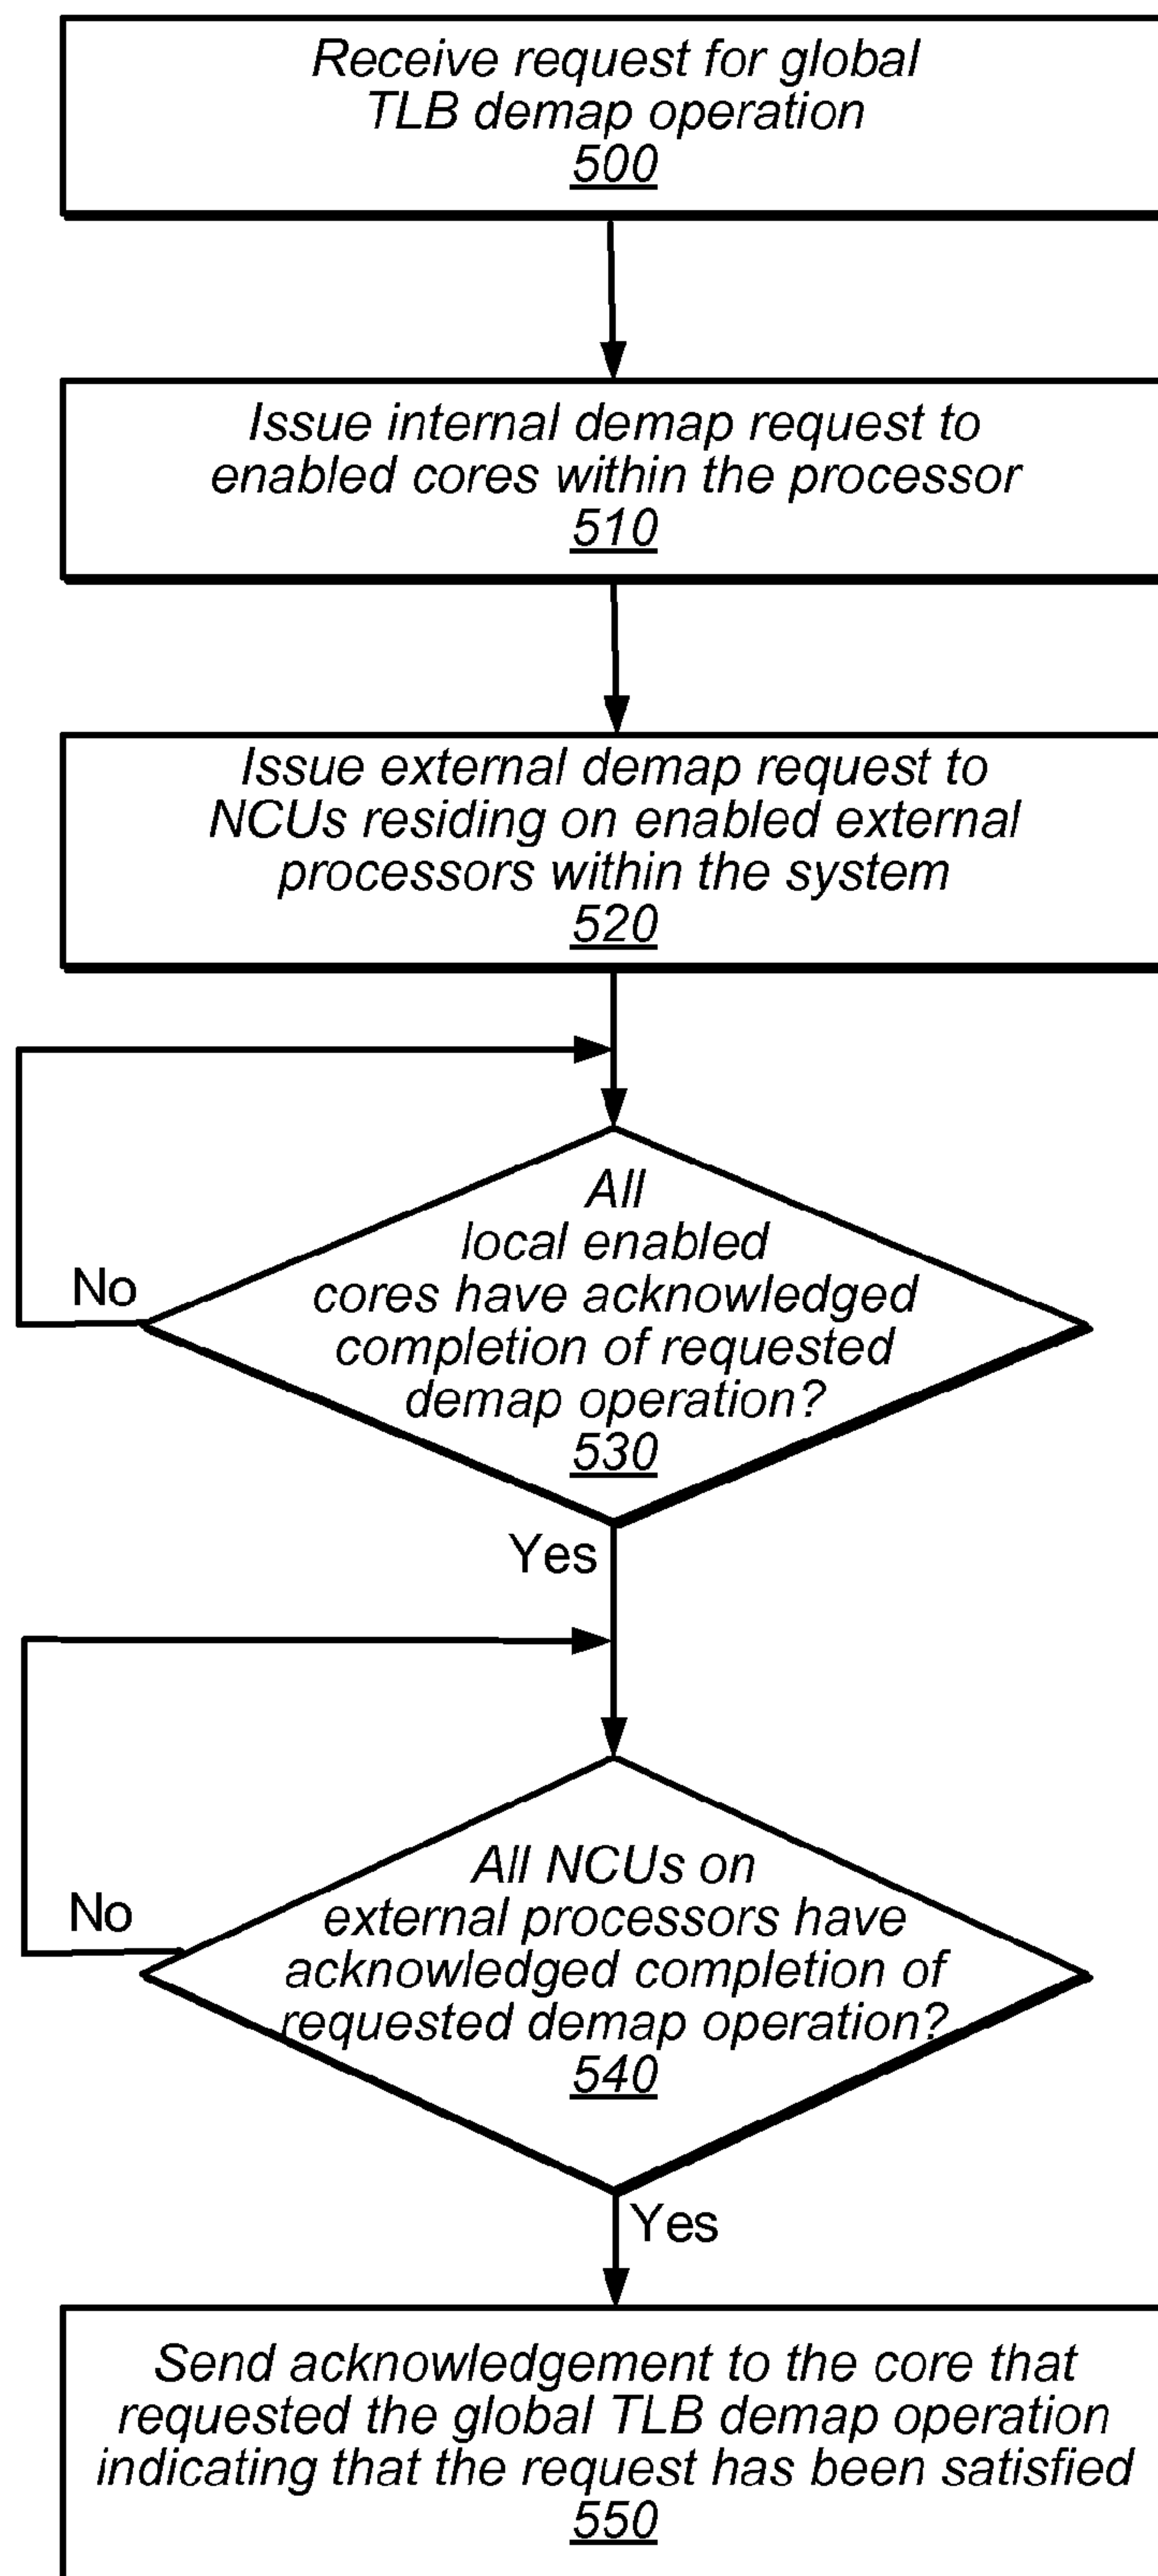 Receive request for global
TLB demap operation
500
Issue internal demap request to
enabled cores within the processor
510
Issue external demap request to
NCUs residing on enabled external
processors within the system
520
All
local enabled
cores have acknowledged
completion of requested
demap operation?
530
No
Yes
All NCUs on
external processors have
acknowledged completion of
requested demap operation?
540
No
Yes
Send acknowledgement to the core that
requested the global TLB demap operation
indicating that the request has been satisfied
550